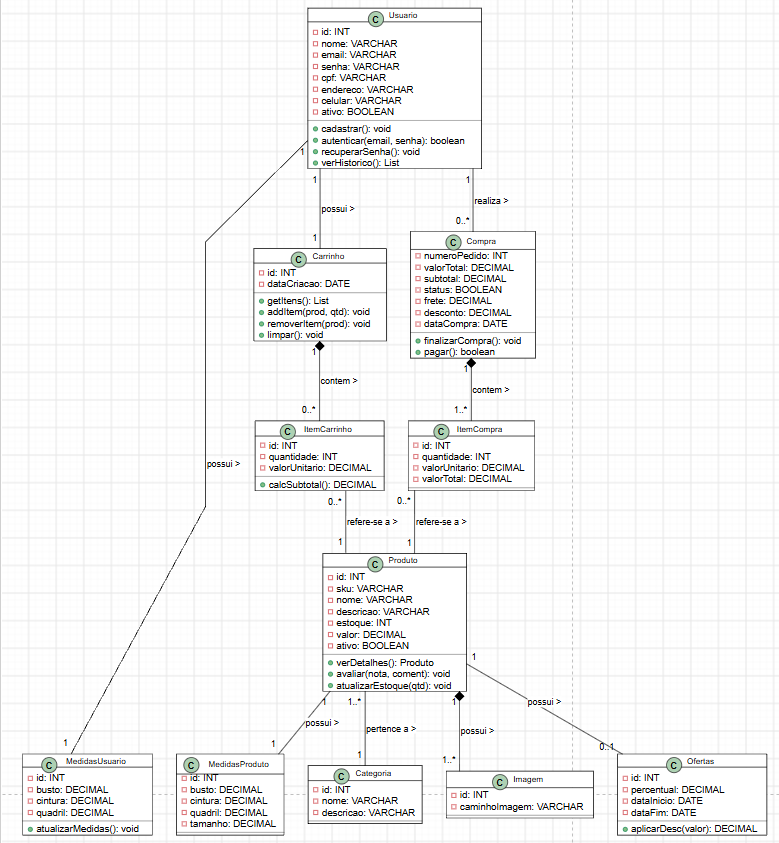 C Usuario
id: INT
nome: VARCHAR
email: VARCHAR
senha: VARCHAR
cpf: VARCHAR
endereco: VARCHAR
celular: VARCHAR
ativo: BOOLEAN
cadastrar(): void
autenticar(email, senha): boolean
recuperarSenha(): void
verHistorico(): List
1
1
possui >
1
1
realiza >
0..*
C Carrinho
id: INT
dataCriacao: DATE
getItens(): List
addItem(prod, qtd): void
removerItem(prod): void
limpar(): void
C Compra
numeroPedido: INT
valorTotal: DECIMAL
subtotal: DECIMAL
status: BOOLEAN
frete: DECIMAL
desconto: DECIMAL
dataCompra: DATE
finalizarCompra(): void
pagar(): boolean
1
contem >
0..*
1
contem >
1..*
C ItemCarrinho
id: INT
quantidade: INT
valorUnitario: DECIMAL
calcSubtotal(): DECIMAL
C ItemCompra
id: INT
quantidade: INT
valorUnitario: DECIMAL
valorTotal: DECIMAL
possui >
0..*
refere-se a >
1
0..*
refere-se a >
1
C Produto
id: INT
sku: VARCHAR
nome: VARCHAR
descricao: VARCHAR
estoque: INT
valor: DECIMAL
ativo: BOOLEAN
verDetalhes(): Produto
avaliar(nota, coment): void
atualizarEstoque(qtd): void
1
possui >
1
1..*
pertence a >
1
1
possui >
1..*
1
possui >
0..1
1
C MedidasUsuario
id: INT
busto: DECIMAL
cintura: DECIMAL
quadril: DECIMAL
atualizarMedidas(): void
C MedidasProduto
id: INT
busto: DECIMAL
cintura: DECIMAL
quadril: DECIMAL
tamanho: DECIMAL
C Categoria
id: INT
nome: VARCHAR
descricao: VARCHAR
C Imagem
id: INT
caminhoImagem: VARCHAR
C Ofertas
id: INT
percentual: DECIMAL
dataInicio: DATE
dataFim: DATE
aplicarDesc(valor): DECIMAL